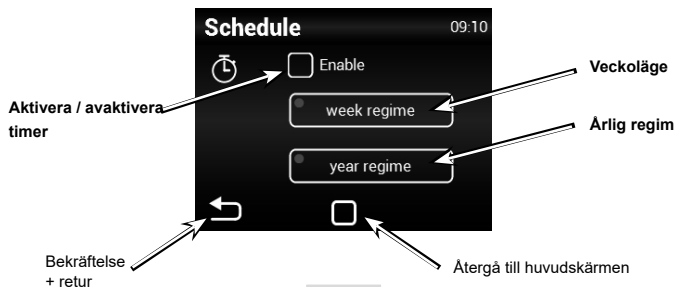 Schedule 09:10
Enable
Veckoläge
Aktivera / avaktivera
timer
week regime
Årlig regim
year regime
Bekräftelse
+ retur
Återgå till huvudskärmen